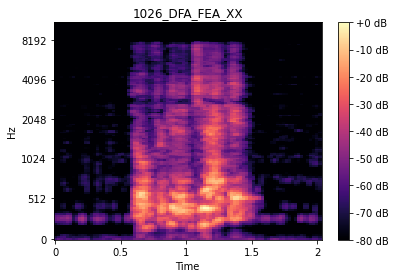 1026_DFA_FEA_XX
8192
4096
2048
1024
512
0
Hz
0
0.5
1
1.5
2
Time
+0 dB
-10 dB
-20 dB
-30 dB
-40 dB
-50 dB
-60 dB
-70 dB
-80 dB